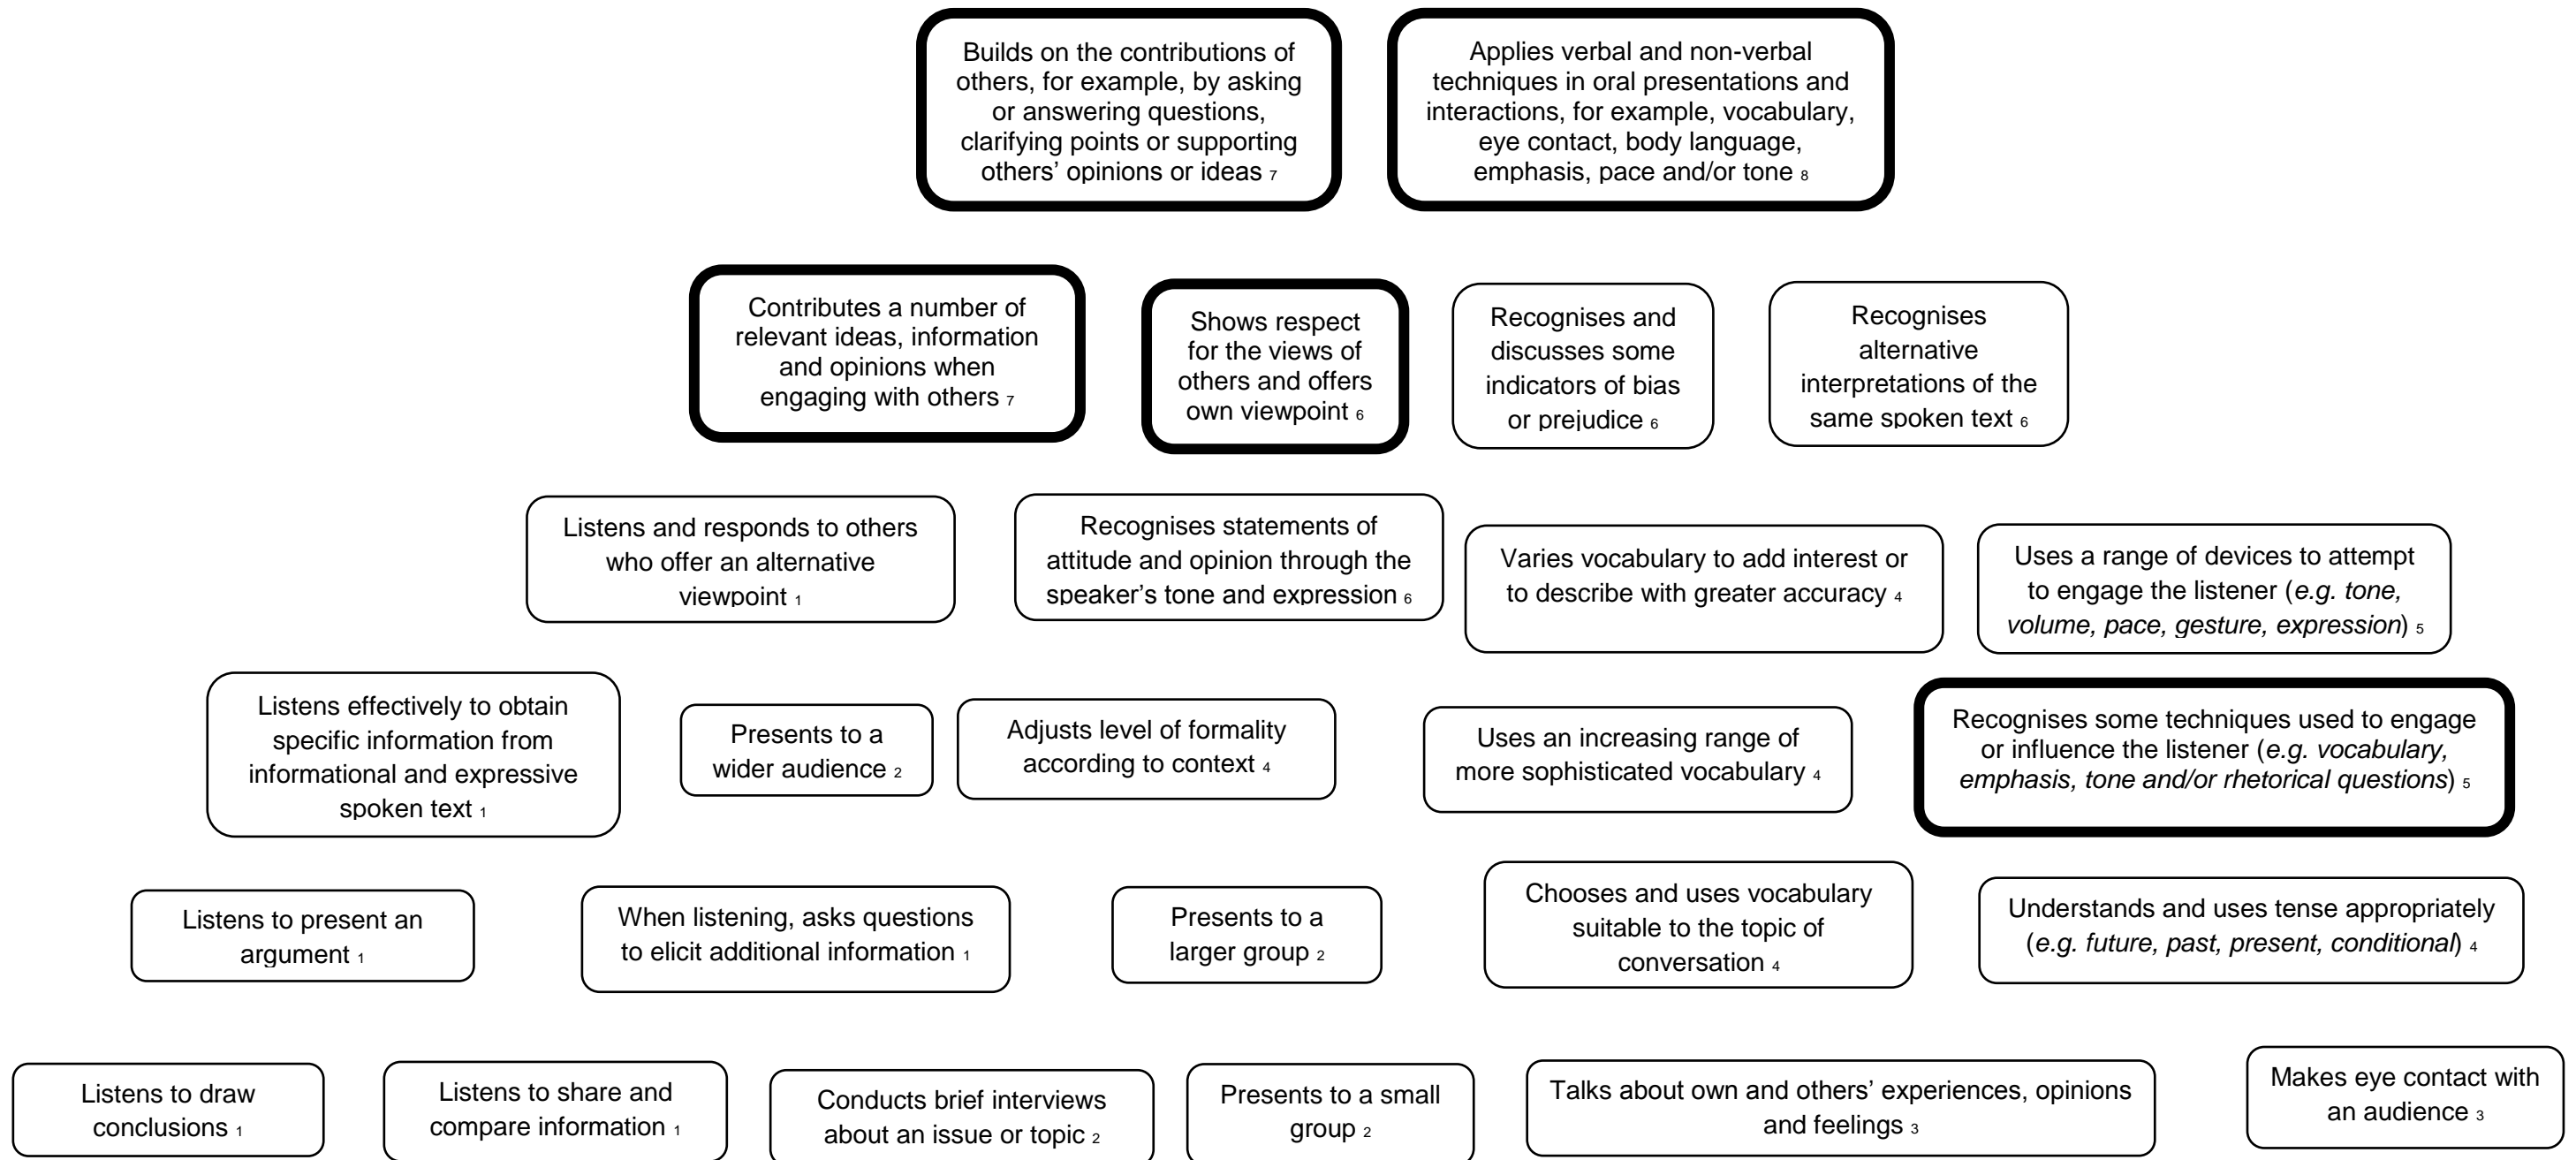 Builds on the contributions of
others, for example, by asking
or answering questions,
clarifying points or supporting
others’ opinions or ideas 7
Applies verbal and non-verbal
techniques in oral presentations and
interactions, for example, vocabulary,
eye contact, body language,
emphasis, pace and/or tone 8
Contributes a number of
relevant ideas, information
and opinions when
engaging with others 7
Shows respect
for the views of
others and offers
own viewpoint 6
Recognises and
discusses some
indicators of bias
or prejudice 6
Recognises
alternative
interpretations of the
same spoken text 6
Listens and responds to others
who offer an alternative
viewpoint 1
Recognises statements of
attitude and opinion through the
speaker’s tone and expression 6
Varies vocabulary to add interest or
to describe with greater accuracy 4
Uses a range of devices to attempt
to engage the listener (e.g. tone,
volume, pace, gesture, expression) 5
Listens effectively to obtain
specific information from
informational and expressive
spoken text 1
Presents to a
wider audience 2
Adjusts level of formality
according to context 4
Uses an increasing range of
more sophisticated vocabulary 4
Recognises some techniques used to engage
or influence the listener (e.g. vocabulary,
emphasis, tone and/or rhetorical questions) 5
Listens to present an
argument 1
When listening, asks questions
to elicit additional information 1
Presents to a
larger group 2
Chooses and uses vocabulary
suitable to the topic of
conversation 4
Understands and uses tense appropriately
(e.g. future, past, present, conditional) 4
Listens to draw
conclusions 1
Listens to share and
compare information 1
Conducts brief interviews
about an issue or topic 2
Presents to a small
group 2
Talks about own and others’ experiences, opinions
and feelings 3
Makes eye contact with
an audience 3